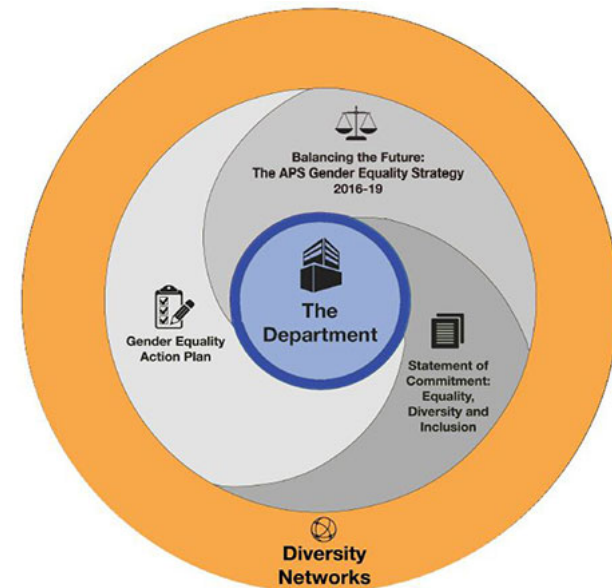 Balancing the Future:
The APS Gender Equality Strategy
2016-19
The
Department
Gender Equality
Action Plan
Statement of
Commitment:
Equality,
Diversity and
Inclusion
Diversity
Networks